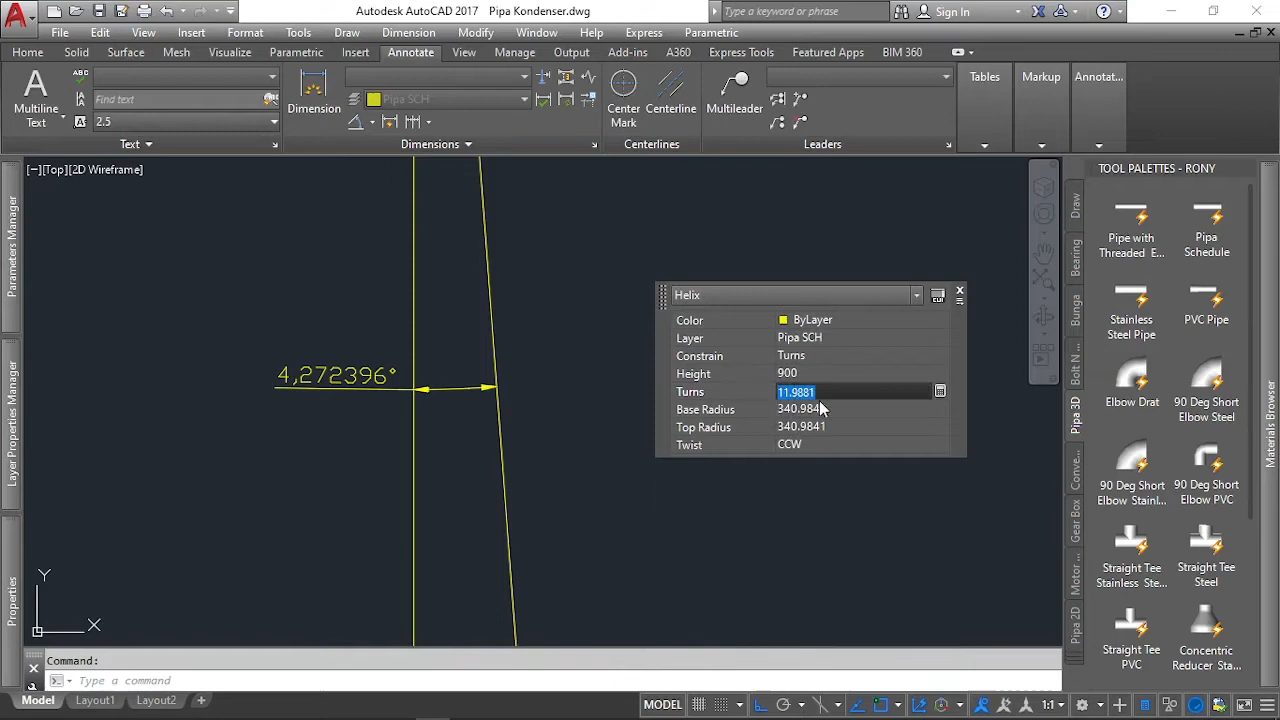 Autodesk AutoCAD 2017 Pipa Kondenser.dwg
Type a keyword or phrase
Sign In
File Edit View Insert Format Tools Draw Dimension Modify Window Help Express Parametric
Home Solid Surface Mesh Visualize Parametric Insert Annotate View Manage Output Add-ins A360 Express Tools Featured Apps BIM 360
Multiline
Text
Find text
2.5
Text
Dimension
Pipa SCH
Dimensions
Center
Mark
Centerline
Centerlines
Multileader
Leaders
Tables
Markup
Annotat...
[−][Top][2D Wireframe]
Parameters Manager
Layer Properties Manager
Properties
4,272396°
Y
X
Helix
Color ByLayer
Layer Pipa SCH
Constrain Turns
Height 900
Turns 11.9881
Base Radius 340.984
Top Radius 340.9841
Twist CCW
TOOL PALETTES - RONY
Draw
Bearing
Bunga
Bolt N ...
Pipa 3D
Conve...
Gear Box
Motor ...
Pipa 2D
Pipe with
Threaded E...
Pipa
Schedule
Stainless
Steel Pipe
PVC Pipe
Elbow Drat
90 Deg Short
Elbow Steel
90 Deg Short
Elbow Stainl...
90 Deg Short
Elbow PVC
Straight Tee
Stainless Ste...
Straight Tee
Steel
Straight Tee
PVC
Concentric
Reducer Sta...
Materials Browser
Command:
Type a command
Model Layout1 Layout2 +
MODEL
1:1